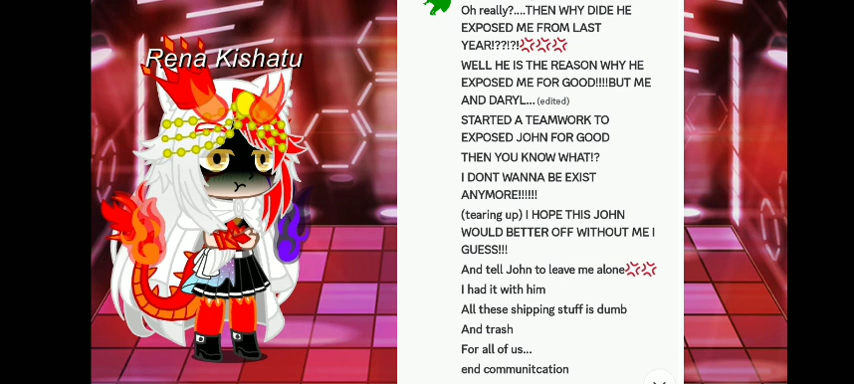 Rena Kishatu
Oh really?....THEN WHY DIDE HE
EXPOSED ME FROM LAST
YEAR!??!?!💢💢💢
WELL HE IS THE REASON WHY HE
EXPOSED ME FOR GOOD!!!!BUT ME
AND DARYL... (edited)
STARTED A TEAMWORK TO
EXPOSED JOHN FOR GOOD
THEN YOU KNOW WHAT!?
I DONT WANNA BE EXIST
ANYMORE!!!!!!
(tearing up) I HOPE THIS JOHN
WOULD BETTER OFF WITHOUT ME I
GUESS!!!
And tell John to leave me alone💢💢
I had it with him
All these shipping stuff is dumb
And trash
For all of us...
end communitcation